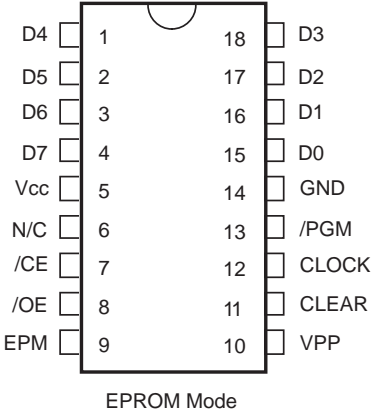 D4 1 18 D3
D5 2 17 D2
D6 3 16 D1
D7 4 15 D0
Vcc 5 14 GND
N/C 6 13 /PGM
/CE 7 12 CLOCK
/OE 8 11 CLEAR
EPM 9 10 VPP
EPROM Mode